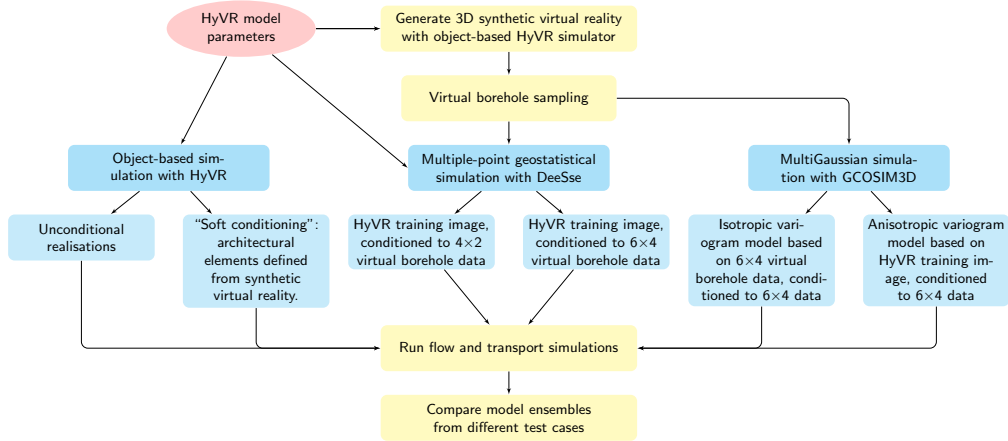 HyVR model
parameters
Generate 3D synthetic virtual reality
with object-based HyVR simulator
Virtual borehole sampling
Object-based sim-
ulation with HyVR
Multiple-point geostatistical
simulation with DeeSse
MultiGaussian simula-
tion with GCOSIM3D
Unconditional
realisations
“Soft conditioning”:
architectural
elements defined
from synthetic
virtual reality.
HyVR training image,
conditioned to 4×2
virtual borehole data
HyVR training image,
conditioned to 6×4
virtual borehole data
Isotropic vari-
ogram model based
on 6×4 virtual
borehole data, condi-
tioned to 6×4 data
Anisotropic variogram
model based on
HyVR training im-
age, conditioned
to 6×4 data
Run flow and transport simulations
Compare model ensembles
from different test cases